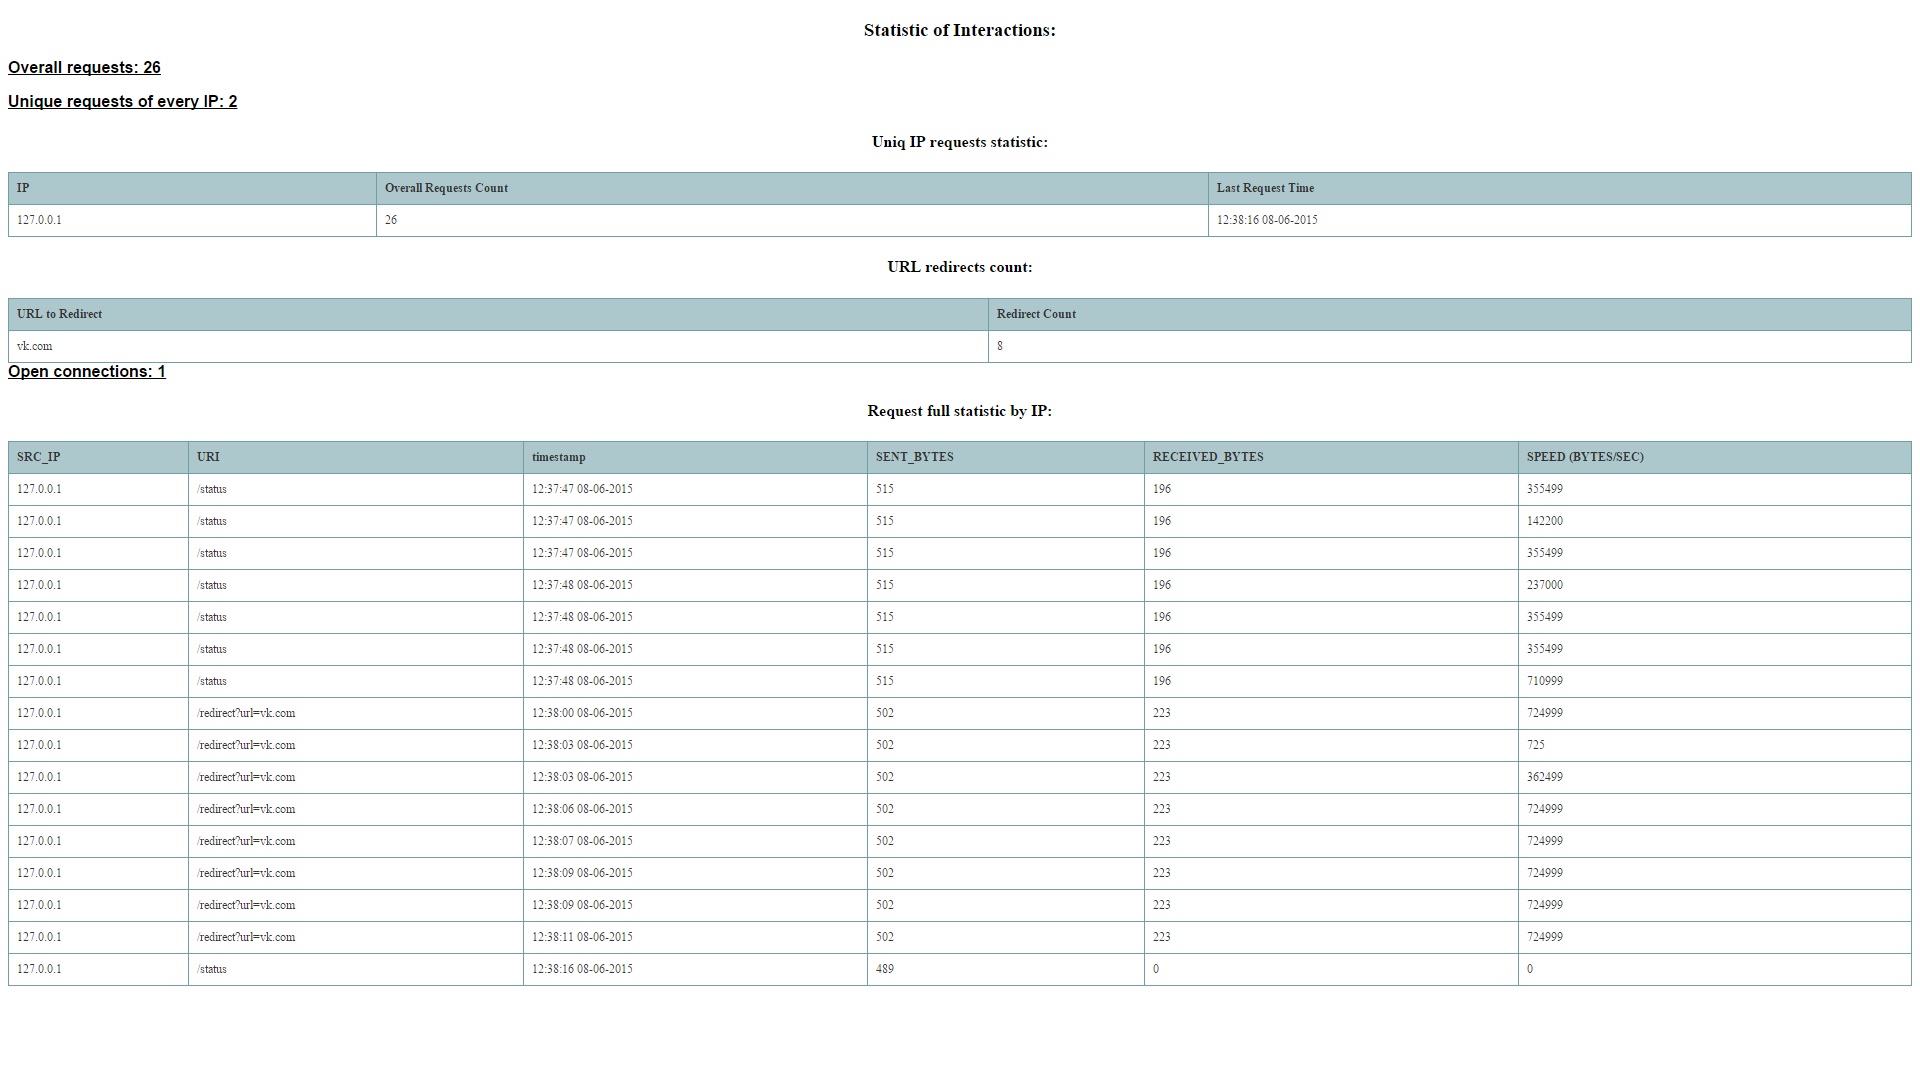 Statistic of Interactions:
Overall requests: 26
Unique requests of every IP: 2
Uniq IP requests statistic:
IP Overall Requests Count Last Request Time
127.0.0.1 26 12:38:16 08-06-2015
URL redirects count:
URL to Redirect Redirect Count
vk.com 8
Open connections: 1
Request full statistic by IP:
SRC_IP URI timestamp SENT_BYTES RECEIVED_BYTES SPEED (BYTES/SEC)
127.0.0.1 /status 12:37:47 08-06-2015 515 196 355499
127.0.0.1 /status 12:37:47 08-06-2015 515 196 142200
127.0.0.1 /status 12:37:47 08-06-2015 515 196 355499
127.0.0.1 /status 12:37:48 08-06-2015 515 196 237000
127.0.0.1 /status 12:37:48 08-06-2015 515 196 355499
127.0.0.1 /status 12:37:48 08-06-2015 515 196 355499
127.0.0.1 /status 12:37:48 08-06-2015 515 196 710999
127.0.0.1 /redirect?url=vk.com 12:38:00 08-06-2015 502 223 724999
127.0.0.1 /redirect?url=vk.com 12:38:03 08-06-2015 502 223 725
127.0.0.1 /redirect?url=vk.com 12:38:03 08-06-2015 502 223 362499
127.0.0.1 /redirect?url=vk.com 12:38:06 08-06-2015 502 223 724999
127.0.0.1 /redirect?url=vk.com 12:38:07 08-06-2015 502 223 724999
127.0.0.1 /redirect?url=vk.com 12:38:09 08-06-2015 502 223 724999
127.0.0.1 /redirect?url=vk.com 12:38:09 08-06-2015 502 223 724999
127.0.0.1 /redirect?url=vk.com 12:38:11 08-06-2015 502 223 724999
127.0.0.1 /status 12:38:16 08-06-2015 489 0 0